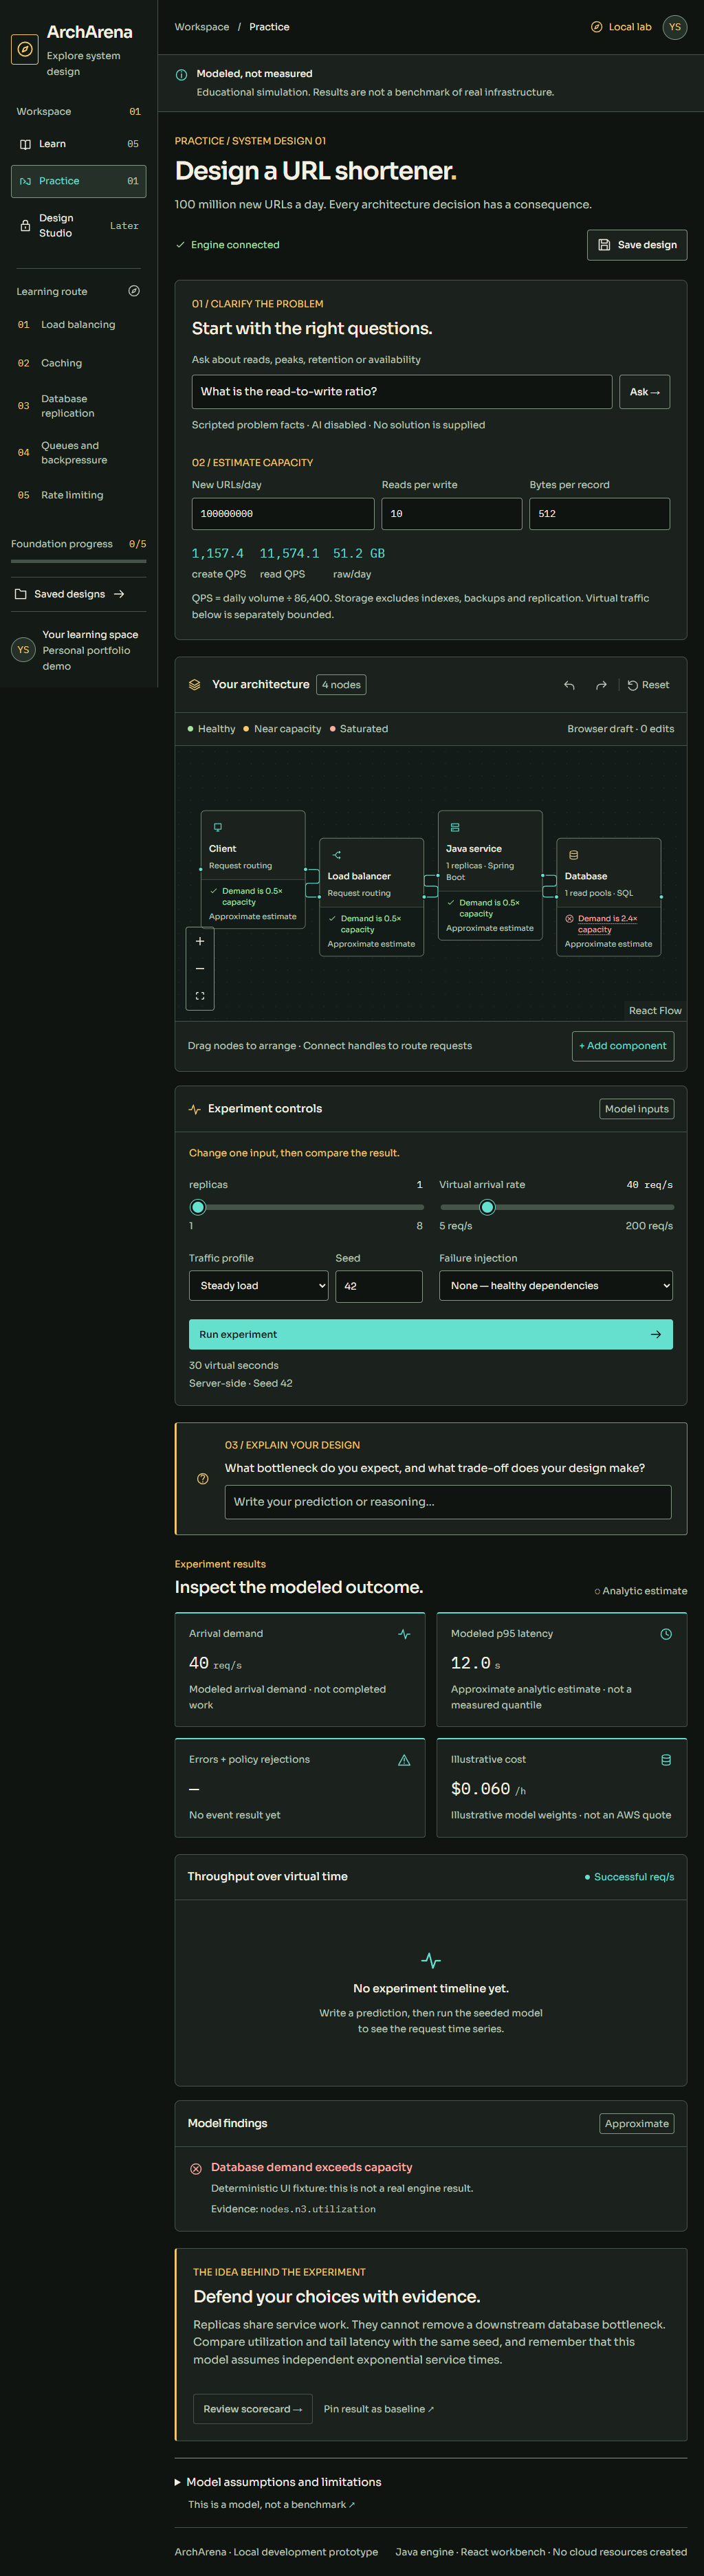 ArchArena
Explore system
design
Workspace 01
Learn 05
Practice 01
Design
Studio
Later
Learning route
01 Load balancing
02 Caching
03 Database
replication
04 Queues and
backpressure
05 Rate limiting
Foundation progress 0/5
Saved designs →
YS
Your learning space
Personal portfolio
demo
Workspace / Practice
Local lab YS
Modeled, not measured
Educational simulation. Results are not a benchmark of real infrastructure.
PRACTICE / SYSTEM DESIGN 01
Design a URL shortener.
100 million new URLs a day. Every architecture decision has a consequence.
Engine connected
Save design
01 / CLARIFY THE PROBLEM
Start with the right questions.
Ask about reads, peaks, retention or availability
What is the read-to-write ratio?
Ask →
Scripted problem facts · AI disabled · No solution is supplied
02 / ESTIMATE CAPACITY
New URLs/day Reads per write Bytes per record
100000000 10 512
1,157.4 11,574.1 51.2 GB
create QPS read QPS raw/day
QPS = daily volume ÷ 86,400. Storage excludes indexes, backups and replication. Virtual traffic
below is separately bounded.
Your architecture 4 nodes
Reset
Healthy Near capacity Saturated
Browser draft · 0 edits
Client
Request routing
Demand is 0.5×
capacity
Approximate estimate
Load balancer
Request routing
Demand is 0.5×
capacity
Approximate estimate
Java service
1 replicas · Spring
Boot
Demand is 0.5×
capacity
Approximate estimate
Database
1 read pools · SQL
Demand is 2.4×
capacity
Approximate estimate
React Flow
Drag nodes to arrange · Connect handles to route requests
+ Add component
Experiment controls
Model inputs
Change one input, then compare the result.
replicas 1
Virtual arrival rate 40 req/s
1 8
5 req/s 200 req/s
Traffic profile Seed Failure injection
Steady load 42 None — healthy dependencies
Run experiment →
30 virtual seconds
Server-side · Seed 42
03 / EXPLAIN YOUR DESIGN
What bottleneck do you expect, and what trade-off does your design make?
Write your prediction or reasoning...
Experiment results
Inspect the modeled outcome.
○ Analytic estimate
Arrival demand
40 req/s
Modeled arrival demand · not completed
work
Modeled p95 latency
12.0 s
Approximate analytic estimate · not a
measured quantile
Errors + policy rejections
—
No event result yet
Illustrative cost
$0.060 /h
Illustrative model weights · not an AWS quote
Throughput over virtual time
Successful req/s
No experiment timeline yet.
Write a prediction, then run the seeded model
to see the request time series.
Model findings
Approximate
Database demand exceeds capacity
Deterministic UI fixture: this is not a real engine result.
Evidence: nodes.n3.utilization
THE IDEA BEHIND THE EXPERIMENT
Defend your choices with evidence.
Replicas share service work. They cannot remove a downstream database bottleneck.
Compare utilization and tail latency with the same seed, and remember that this
model assumes independent exponential service times.
Review scorecard →
Pin result as baseline ↗
Model assumptions and limitations
This is a model, not a benchmark ↗
ArchArena · Local development prototype
Java engine · React workbench · No cloud resources created